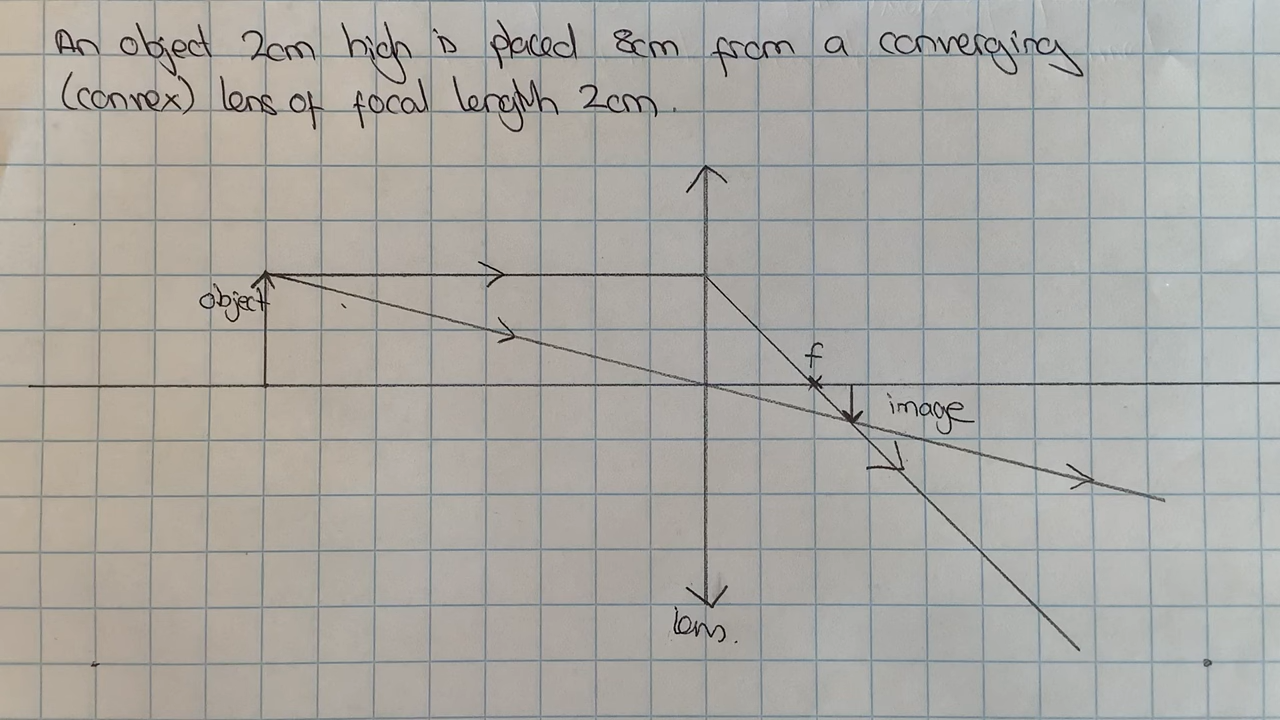 An object 2cm high is placed 8cm from a converging
(convex) lens of focal length 2cm.
object
f
image
lens.